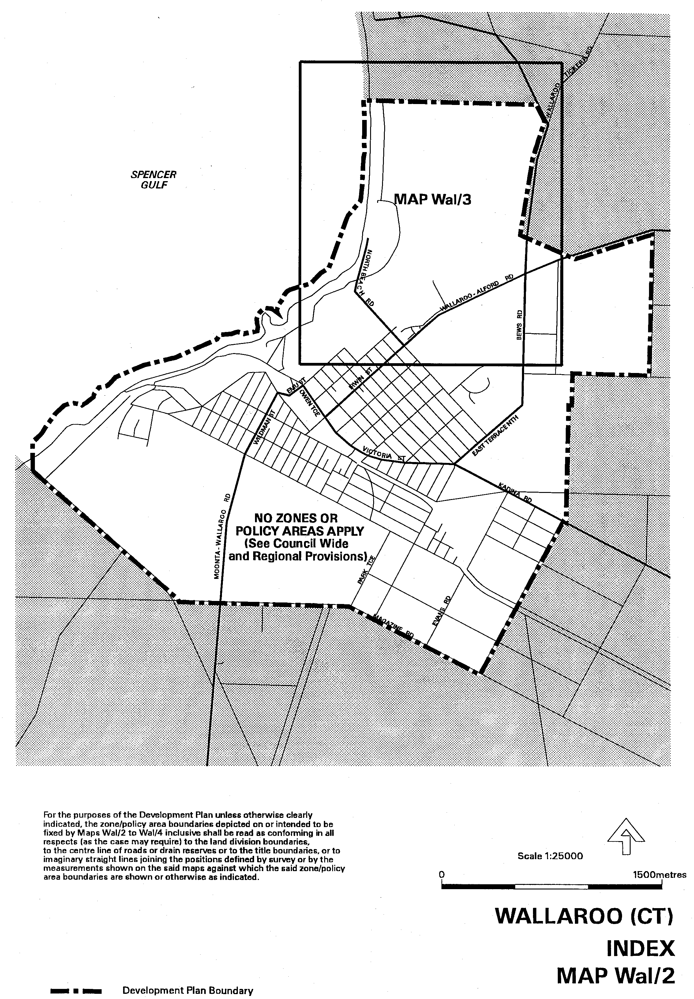 TICKERA RD
WALLAROO
SPENCER
GULF
MAP Wal/3
NORTH BEACH RD
WALLAROO - ALFORD RD
BEWS RD
IRWIN ST
EMU ST
OWEN TCE
WILDMAN ST
EAST TERRACE NTH
VICTORIA ST
KADINA RD
MOONTA - WALLAROO RD
NO ZONES OR
POLICY AREAS APPLY
(See Council Wide
and Regional Provisions)
PARK TCE
EVANS RD
MAGAZINE RD
For the purposes of the Development Plan unless otherwise clearly
indicated, the zone/policy area boundaries depicted on or intended to be
fixed by Maps Wal/2 to Wal/4 inclusive shall be read as conforming in all
respects (as the case may require) to the land division boundaries,
to the centre line of roads or drain reserves or to the title boundaries, or to
imaginary straight lines joining the positions defined by survey or by the
measurements shown on the said maps against which the said zone/policy
area boundaries are shown or otherwise as indicated.
Scale 1:25000
0 1500metres
WALLAROO (CT)
INDEX
MAP Wal/2
Development Plan Boundary